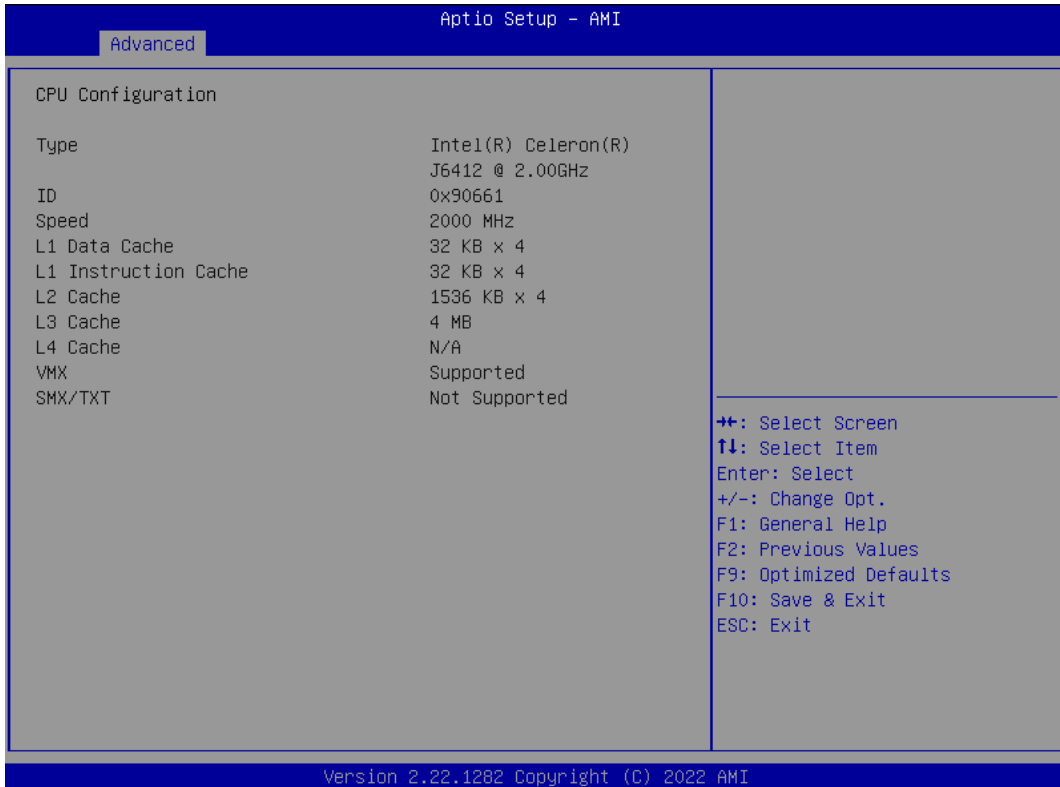 Aptio Setup – AMI
Advanced
CPU Configuration
Type Intel(R) Celeron(R)
J6412 @ 2.00GHz
ID 0x90661
Speed 2000 MHz
L1 Data Cache 32 KB x 4
L1 Instruction Cache 32 KB x 4
L2 Cache 1536 KB x 4
L3 Cache 4 MB
L4 Cache N/A
VMX Supported
SMX/TXT Not Supported
→←: Select Screen
↑↓: Select Item
Enter: Select
+/-: Change Opt.
F1: General Help
F2: Previous Values
F9: Optimized Defaults
F10: Save & Exit
ESC: Exit
Version 2.22.1282 Copyright (C) 2022 AMI